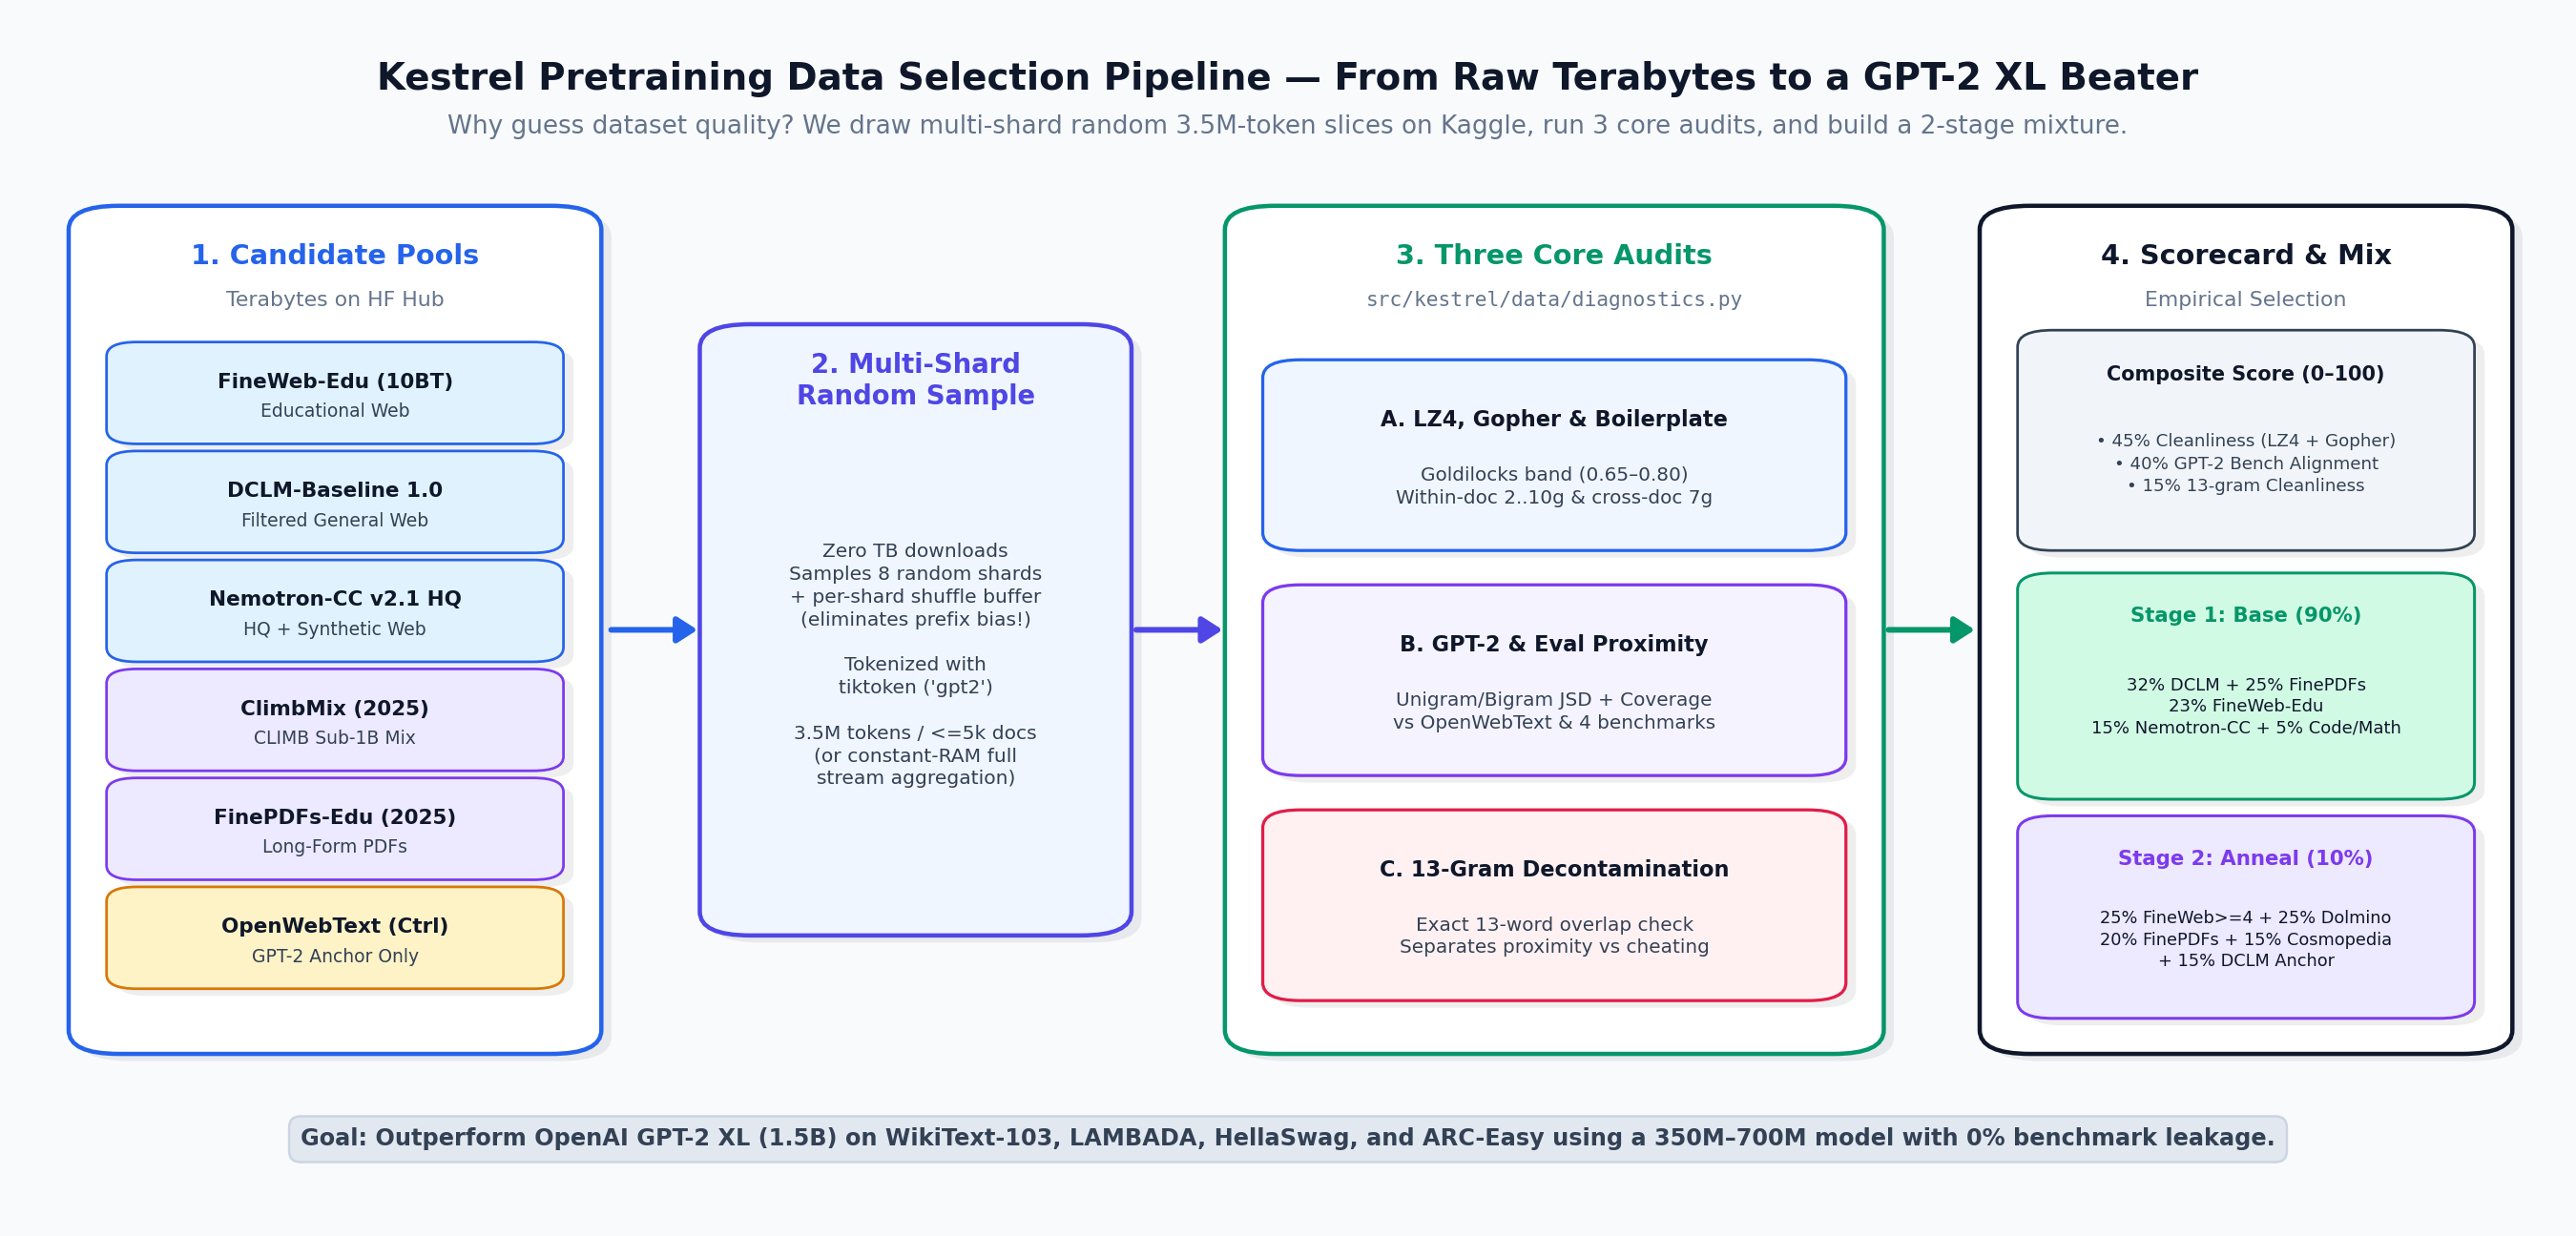 Kestrel Pretraining Data Selection Pipeline — From Raw Terabytes to a GPT-2 XL Beater
Why guess dataset quality? We draw multi-shard random 3.5M-token slices on Kaggle, run 3 core audits, and build a 2-stage mixture.
1. Candidate Pools
Terabytes on HF Hub
FineWeb-Edu (10BT)
Educational Web
DCLM-Baseline 1.0
Filtered General Web
Nemotron-CC v2.1 HQ
HQ + Synthetic Web
ClimbMix (2025)
CLIMB Sub-1B Mix
FinePDFs-Edu (2025)
Long-Form PDFs
OpenWebText (Ctrl)
GPT-2 Anchor Only
2. Multi-Shard
Random Sample
Zero TB downloads
Samples 8 random shards
+ per-shard shuffle buffer
(eliminates prefix bias!)
Tokenized with
tiktoken ('gpt2')
3.5M tokens / <=5k docs
(or constant-RAM full
stream aggregation)
3. Three Core Audits
src/kestrel/data/diagnostics.py
A. LZ4, Gopher & Boilerplate
Goldilocks band (0.65–0.80)
Within-doc 2..10g & cross-doc 7g
B. GPT-2 & Eval Proximity
Unigram/Bigram JSD + Coverage
vs OpenWebText & 4 benchmarks
C. 13-Gram Decontamination
Exact 13-word overlap check
Separates proximity vs cheating
4. Scorecard & Mix
Empirical Selection
Composite Score (0–100)
• 45% Cleanliness (LZ4 + Gopher)
• 40% GPT-2 Bench Alignment
• 15% 13-gram Cleanliness
Stage 1: Base (90%)
32% DCLM + 25% FinePDFs
23% FineWeb-Edu
15% Nemotron-CC + 5% Code/Math
Stage 2: Anneal (10%)
25% FineWeb>=4 + 25% Dolmino
20% FinePDFs + 15% Cosmopedia
+ 15% DCLM Anchor
Goal: Outperform OpenAI GPT-2 XL (1.5B) on WikiText-103, LAMBADA, HellaSwag, and ARC-Easy using a 350M–700M model with 0% benchmark leakage.